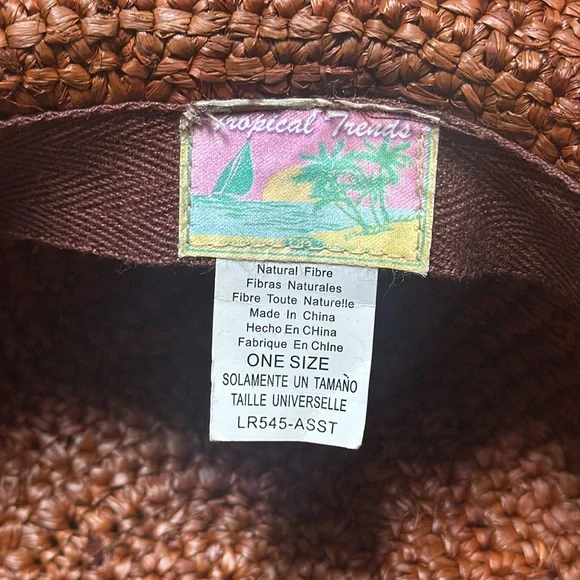 Tropical Trends
Natural Fibre
Fibras Naturales
Fibre Toute Naturelle
Made In China
Hecho En CHina
Fabrique En Chlne
ONE SIZE
SOLAMENTE UN TAMAÑO
TAILLE UNIVERSELLE
LR545-ASST